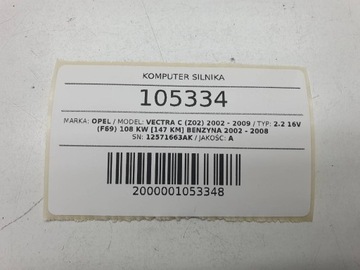 KOMPUTER SILNIKA
105334
MARKA: OPEL / MODEL: VECTRA C (Z02) 2002 - 2009 / TYP: 2.2 16V
(F69) 108 KW [147 KM] BENZYNA 2002 - 2008
SN: 12571663AK / JAKOŚĆ: A
2000001053348